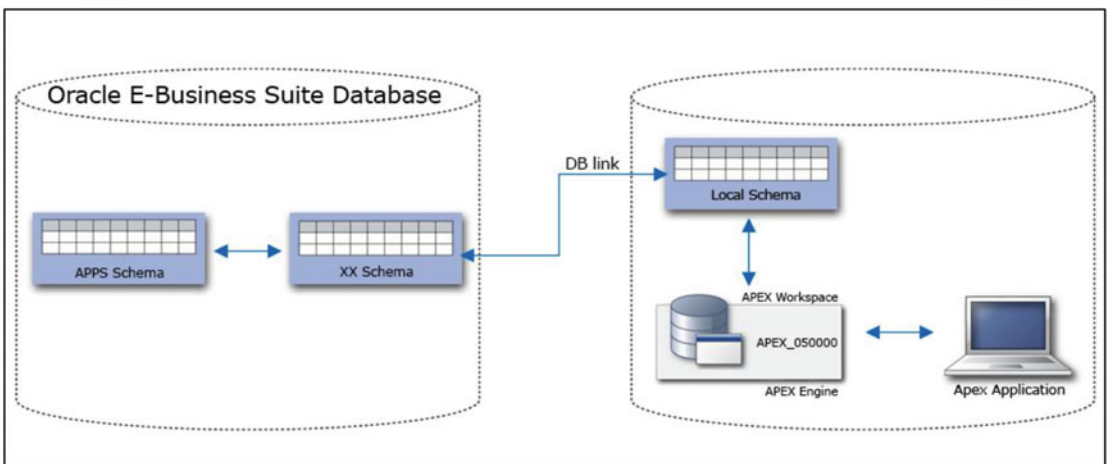 Oracle E-Business Suite Database
DB link
Local Schema
APPS Schema
XX Schema
APEX Workspace
APEX_050000
APEX Engine
Apex Application